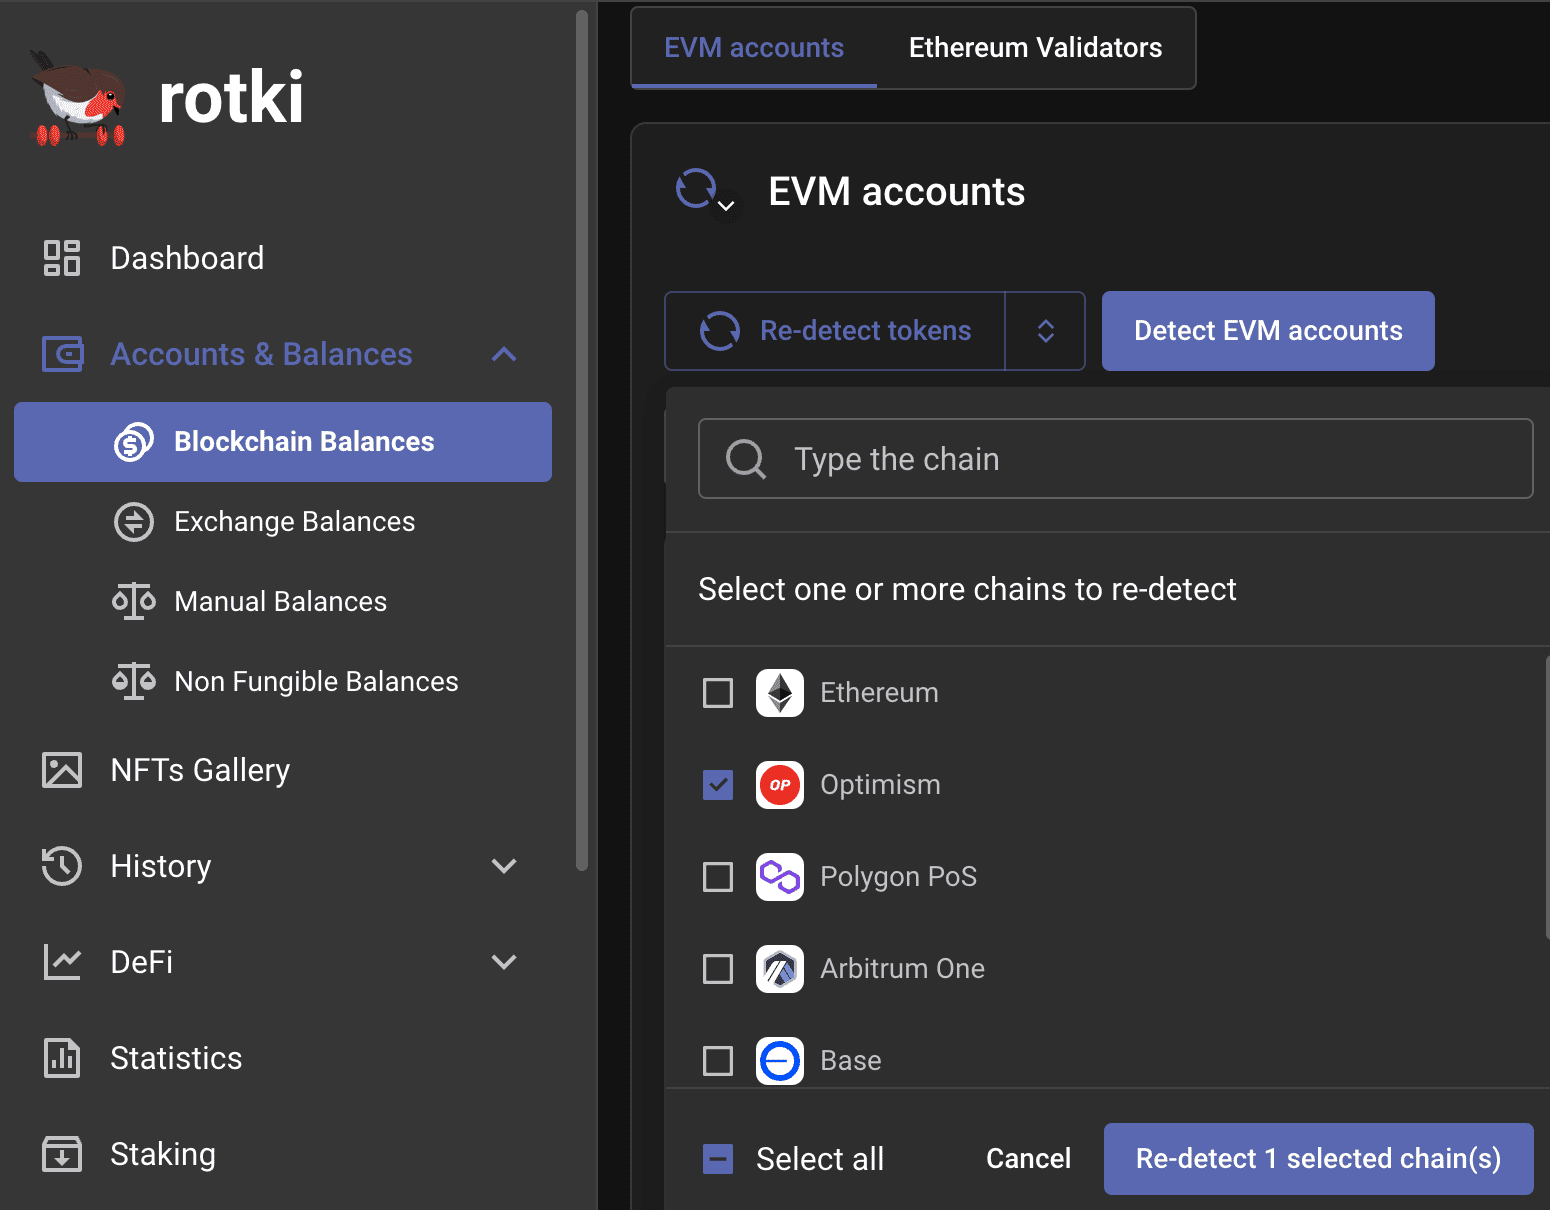 rotki
Dashboard
Accounts & Balances
Blockchain Balances
Exchange Balances
Manual Balances
Non Fungible Balances
NFTs Gallery
History
DeFi
Statistics
Staking
EVM accounts
Ethereum Validators
EVM accounts
Re-detect tokens
Detect EVM accounts
Type the chain
Select one or more chains to re-detect
Ethereum
OP Optimism
Polygon PoS
Arbitrum One
Base
Select all
Cancel
Re-detect 1 selected chain(s)